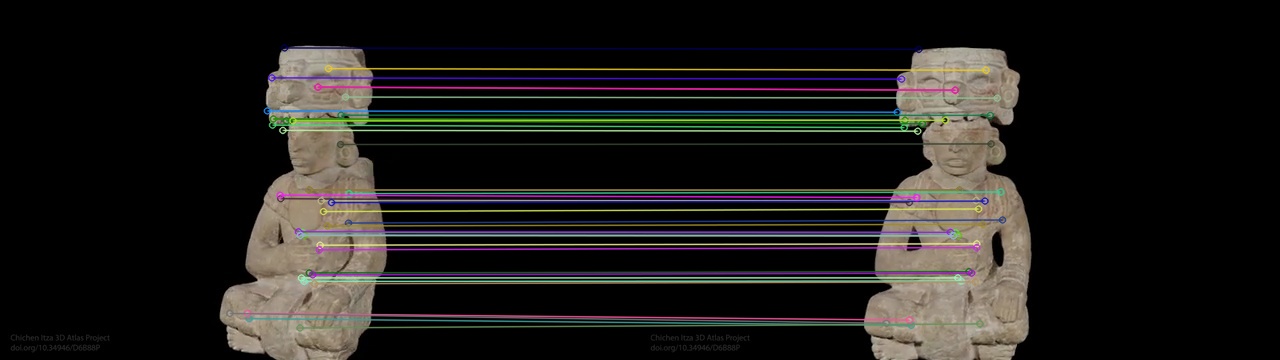 Chichen Itza 3D Atlas Project
doi.org/10.34946/D6B88P
Chichen Itza 3D Atlas Project
doi.org/10.34946/D6B88P